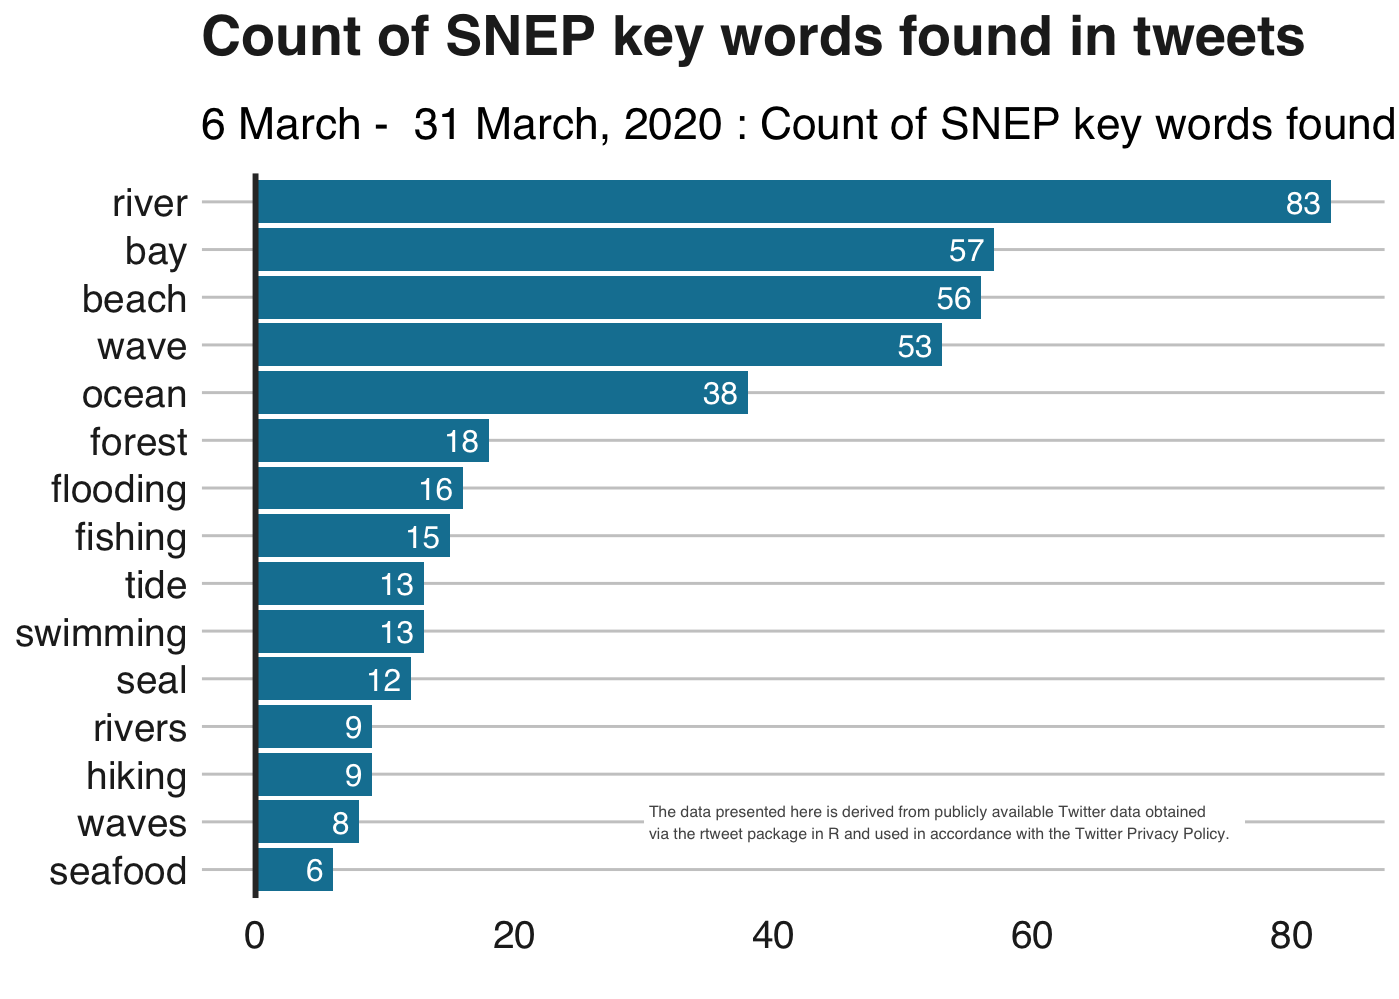 Count of SNEP key words found in tweets
6 March -  31 March, 2020 : Count of SNEP key words found
river 83
bay 57
beach 56
wave 53
ocean 38
forest 18
flooding 16
fishing 15
tide 13
swimming 13
seal 12
rivers 9
hiking 9
waves 8
The data presented here is derived from publicly available Twitter data obtained
via the rtweet package in R and used in accordance with the Twitter Privacy Policy.
seafood 6
0 20 40 60 80